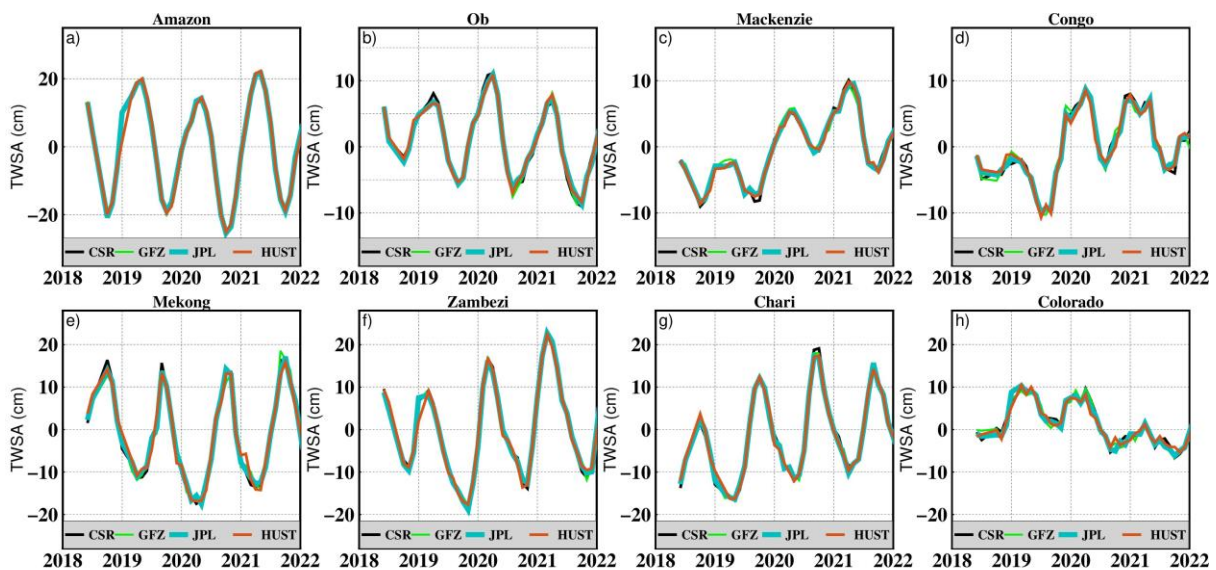 Amazon Ob Mackenzie Congo
a) b) c) d)
TWSA (cm) TWSA (cm) TWSA (cm) TWSA (cm)
20 10 10 10
0 0 0 0
−20 −10 −10 −10
CSR GFZ JPL HUST CSR GFZ JPL HUST CSR GFZ JPL HUST CSR GFZ JPL HUST
2018 2019 2020 2021 2022 2018 2019 2020 2021 2022 2018 2019 2020 2021 2022 2018 2019 2020 2021 2022
Mekong Zambezi Chari Colorado
e) f) g) h)
TWSA (cm) TWSA (cm) TWSA (cm) TWSA (cm)
20 20 20 20
10 10 10 10
0 0 0 0
−10 −10 −10 −10
−20 −20 −20 −20
CSR GFZ JPL HUST CSR GFZ JPL HUST CSR GFZ JPL HUST CSR GFZ JPL HUST
2018 2019 2020 2021 2022 2018 2019 2020 2021 2022 2018 2019 2020 2021 2022 2018 2019 2020 2021 2022